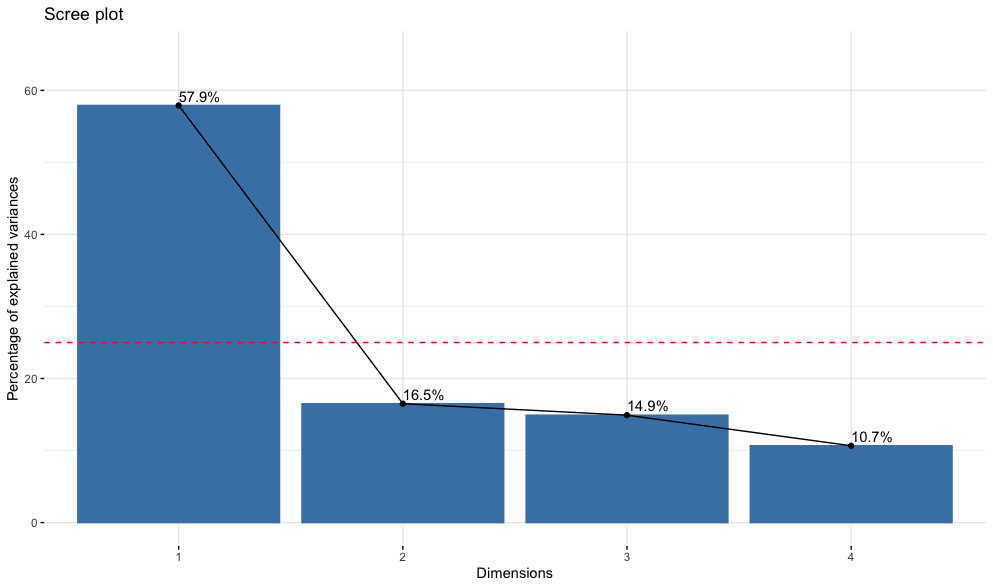 Scree plot
Percentage of explained variances
60
40
20
0
57.9%
16.5%
14.9%
10.7%
1 2 3 4
Dimensions